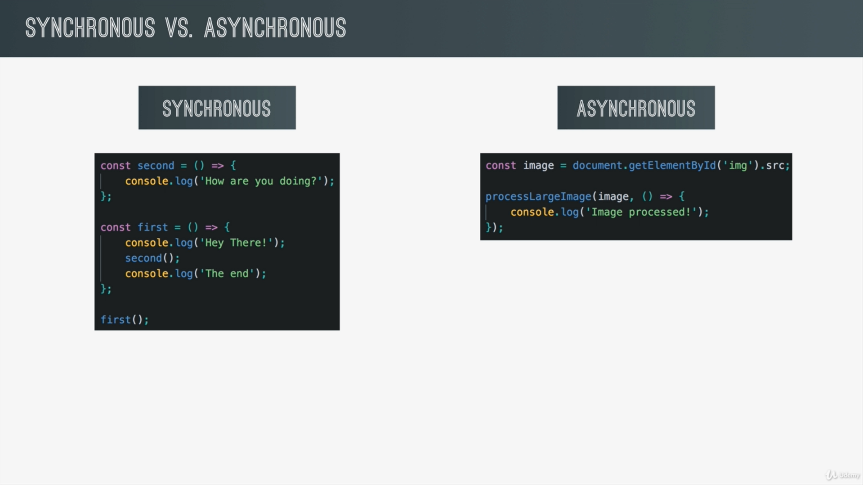 SYNCHRONOUS VS. ASYNCHRONOUS
SYNCHRONOUS
const second = () => {
    console.log('How are you doing?');
};

const first = () => {
    console.log('Hey There!');
    second();
    console.log('The end');
};

first();
ASYNCHRONOUS
const image = document.getElementById('img').src;

processLargeImage(image, () => {
    console.log('Image processed!');
});
Udemy